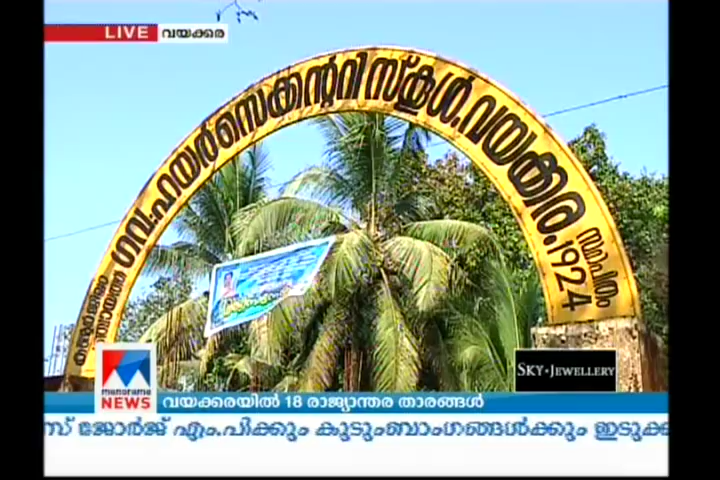 LIVE വയക്കര
ഗവ:ഹയർസെക്കന്ററി സ്കൂൾ.വയക്കര.
സ്ഥാപിതം
1924
SKY•JEWELLERY
manorama
NEWS
വയക്കരയിൽ 18 രാജ്യാന്തര താരങ്ങൾ
സ് ജോർജ് എം.പിക്കും കുടുംബാംഗങ്ങൾക്കും ഇടുക്ക